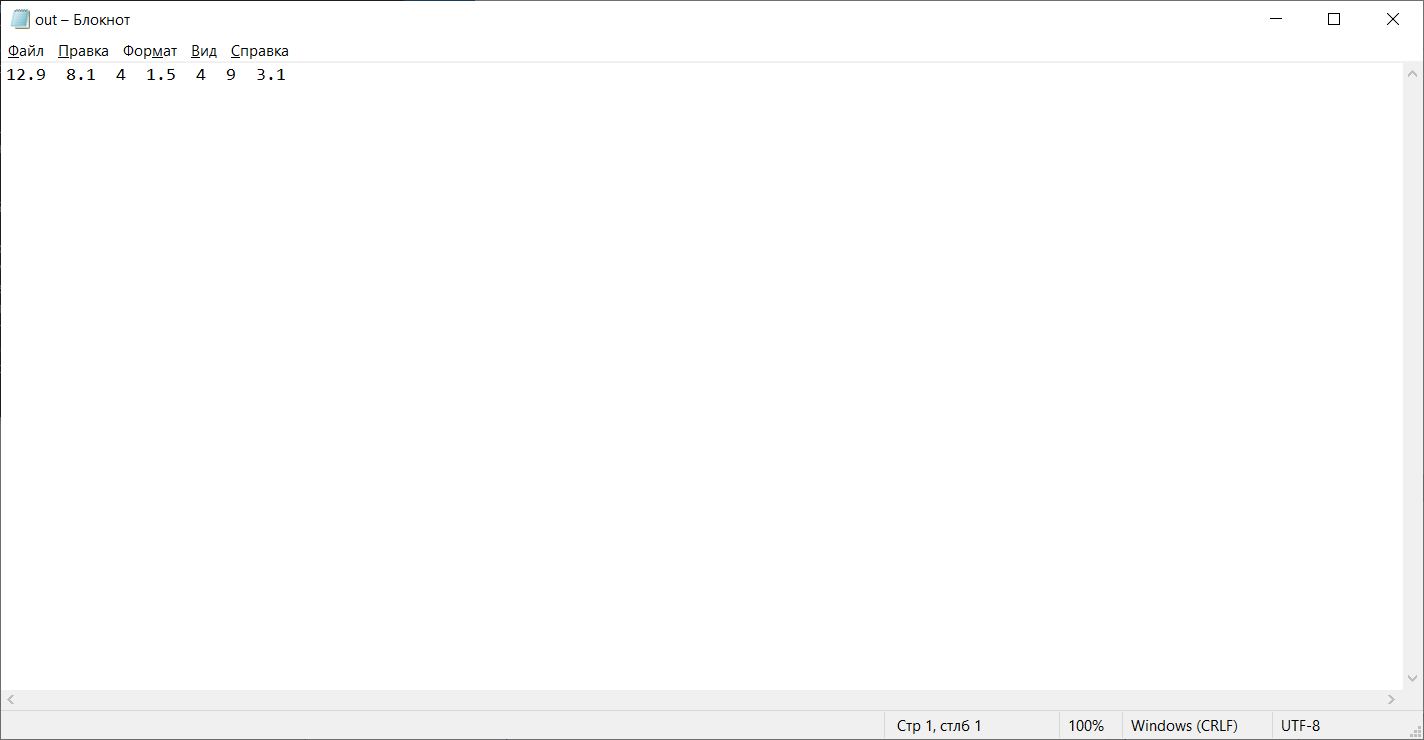 out – Блокнот
Файл Правка Формат Вид Справка
12.9  8.1  4  1.5  4  9  3.1
Стр 1, стлб 1 100% Windows (CRLF) UTF-8